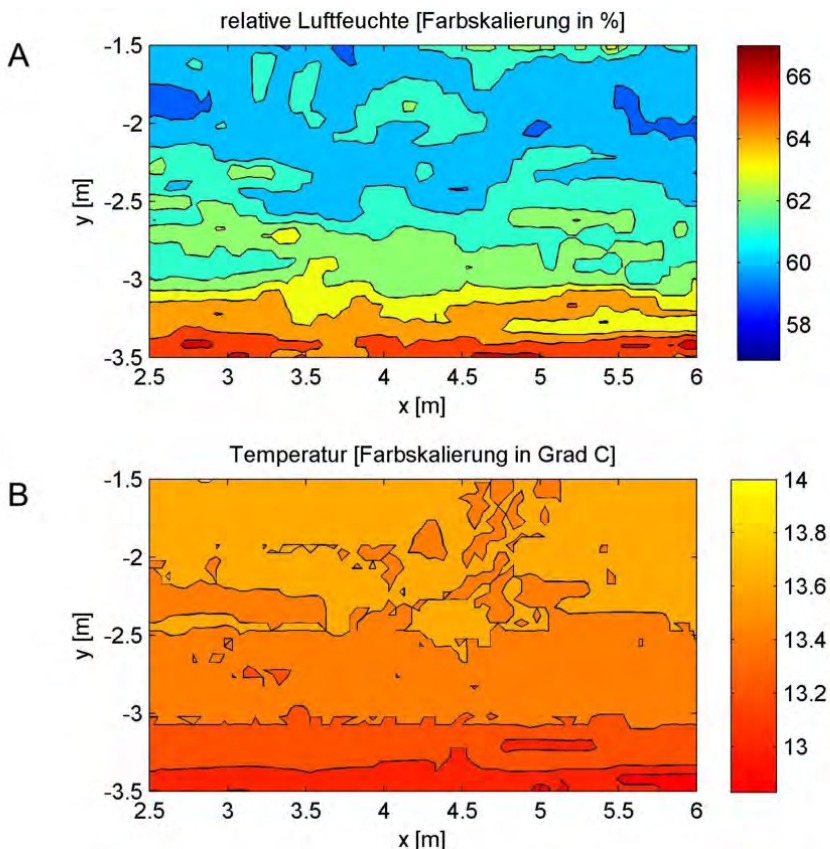 relative Luftfeuchte [Farbskalierung in %]
A
-1.5
-2
-2.5
-3
-3.5
y [m]
2.5 3 3.5 4 4.5 5 5.5 6
x [m]
66
64
62
60
58
Temperatur [Farbskalierung in Grad C]
B
-1.5
-2
-2.5
-3
-3.5
y [m]
2.5 3 3.5 4 4.5 5 5.5 6
x [m]
14
13.8
13.6
13.4
13.2
13